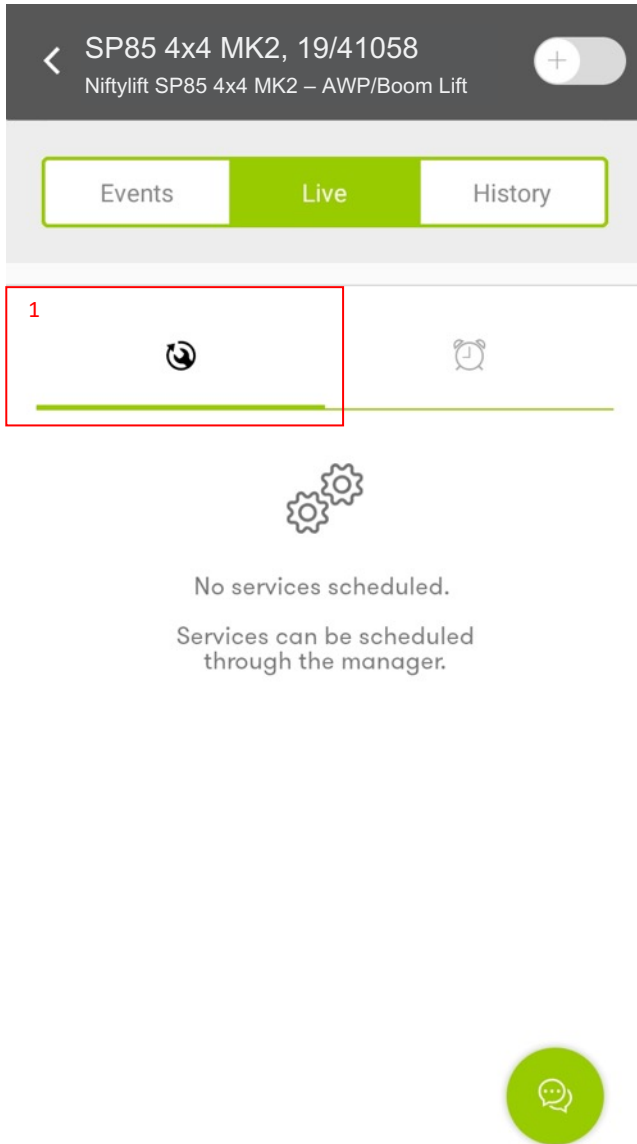 SP85 4x4 MK2, 19/41058
Niftylift SP85 4x4 MK2 – AWP/Boom Lift
Events Live History
1
No services scheduled.
Services can be scheduled
through the manager.